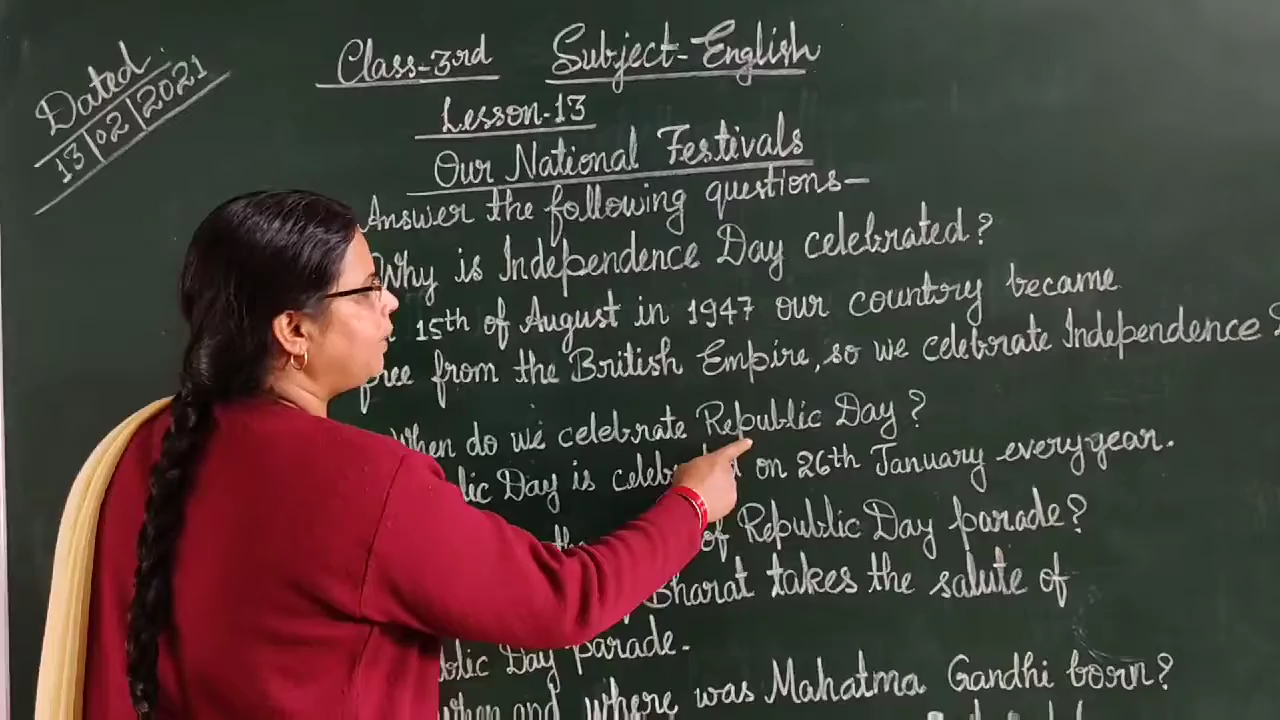 Dated
13/02/2021
Class-3rd Subject-English
Lesson-13
Our National Festivals
Answer the following questions-
Why is Independence Day celebrated?
15th of August in 1947 our country became
free from the British Empire, so we celebrate Independence
When do we celebrate Republic Day?
lic Day is on 26th January every year.
of Republic Day parade?
Bharat takes the salute of
blic Day parade.
When and where was Mahatma Gandhi born?